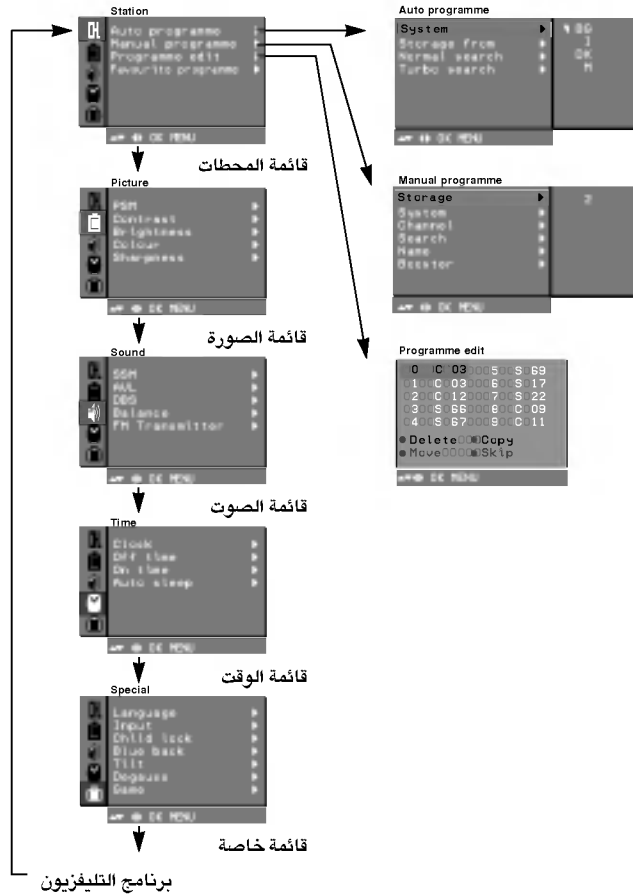 Station
Auto programme
Manual programme
Programme edit
Favourite programme
OK MENU
قائمة المحطات
Picture
PSM
Contrast
Brightness
Colour
Sharpness
OK MENU
قائمة الصورة
Sound
SSM
AVL
DBS
Balance
FM Transmitter
OK MENU
قائمة الصوت
Time
Clock
Off time
On time
Auto sleep
OK MENU
قائمة الوقت
Special
Language
Input
Child lock
Blue back
Tilt
Degauss
Game
OK MENU
قائمة خاصة
برنامج التليفزيون
Auto programme
System BG
Storage from I
Normal search DK
Turbo search M
OK MENU
Manual programme
Storage 2
System
Channel
Search
Name
Booster
OK MENU
Programme edit
0 C 03 5 S 69
1 C 03 6 S 17
2 C 12 7 S 22
3 S 66 8 C 09
4 S 67 9 C 11
Delete Copy
Move Skip
OK MENU